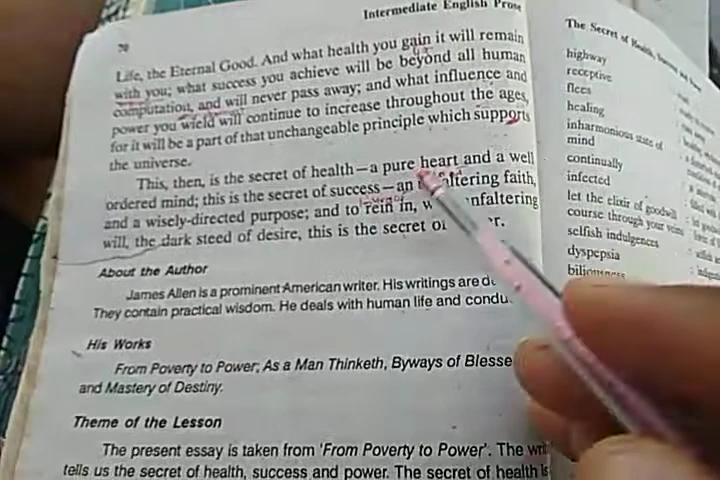 Intermediate English Prose
70
Life, the Eternal Good. And what health you gain it will remain
with you; what success you achieve will be beyond all human
computation, and will never pass away; and what influence and
power you wield will continue to increase throughout the ages,
for it will be a part of that unchangeable principle which supports
the universe.
This, then, is the secret of health—a pure heart and a well
ordered mind; this is the secret of success—an faith,
and a wisely-directed purpose; and to rein in,
will, the dark steed of desire, this is the secret
About the Author
James Allen is a prominent American writer. His writings are
They contain practical wisdom. He deals with human life and
His Works
From Poverty to Power; As a Man Thinketh, Byways of
and Mastery of Destiny.
Theme of the Lesson
The present essay is taken from 'From Poverty to Power'. The
tells us the secret of health, success and power. The secret of health is
The Secret of Health, Success and Power
highway
receptive
flees
healing
inharmonious state of
mind
continually
infected
let the elixir of goodwill
course through your veins
selfish indulgences
dyspepsia
biliousness